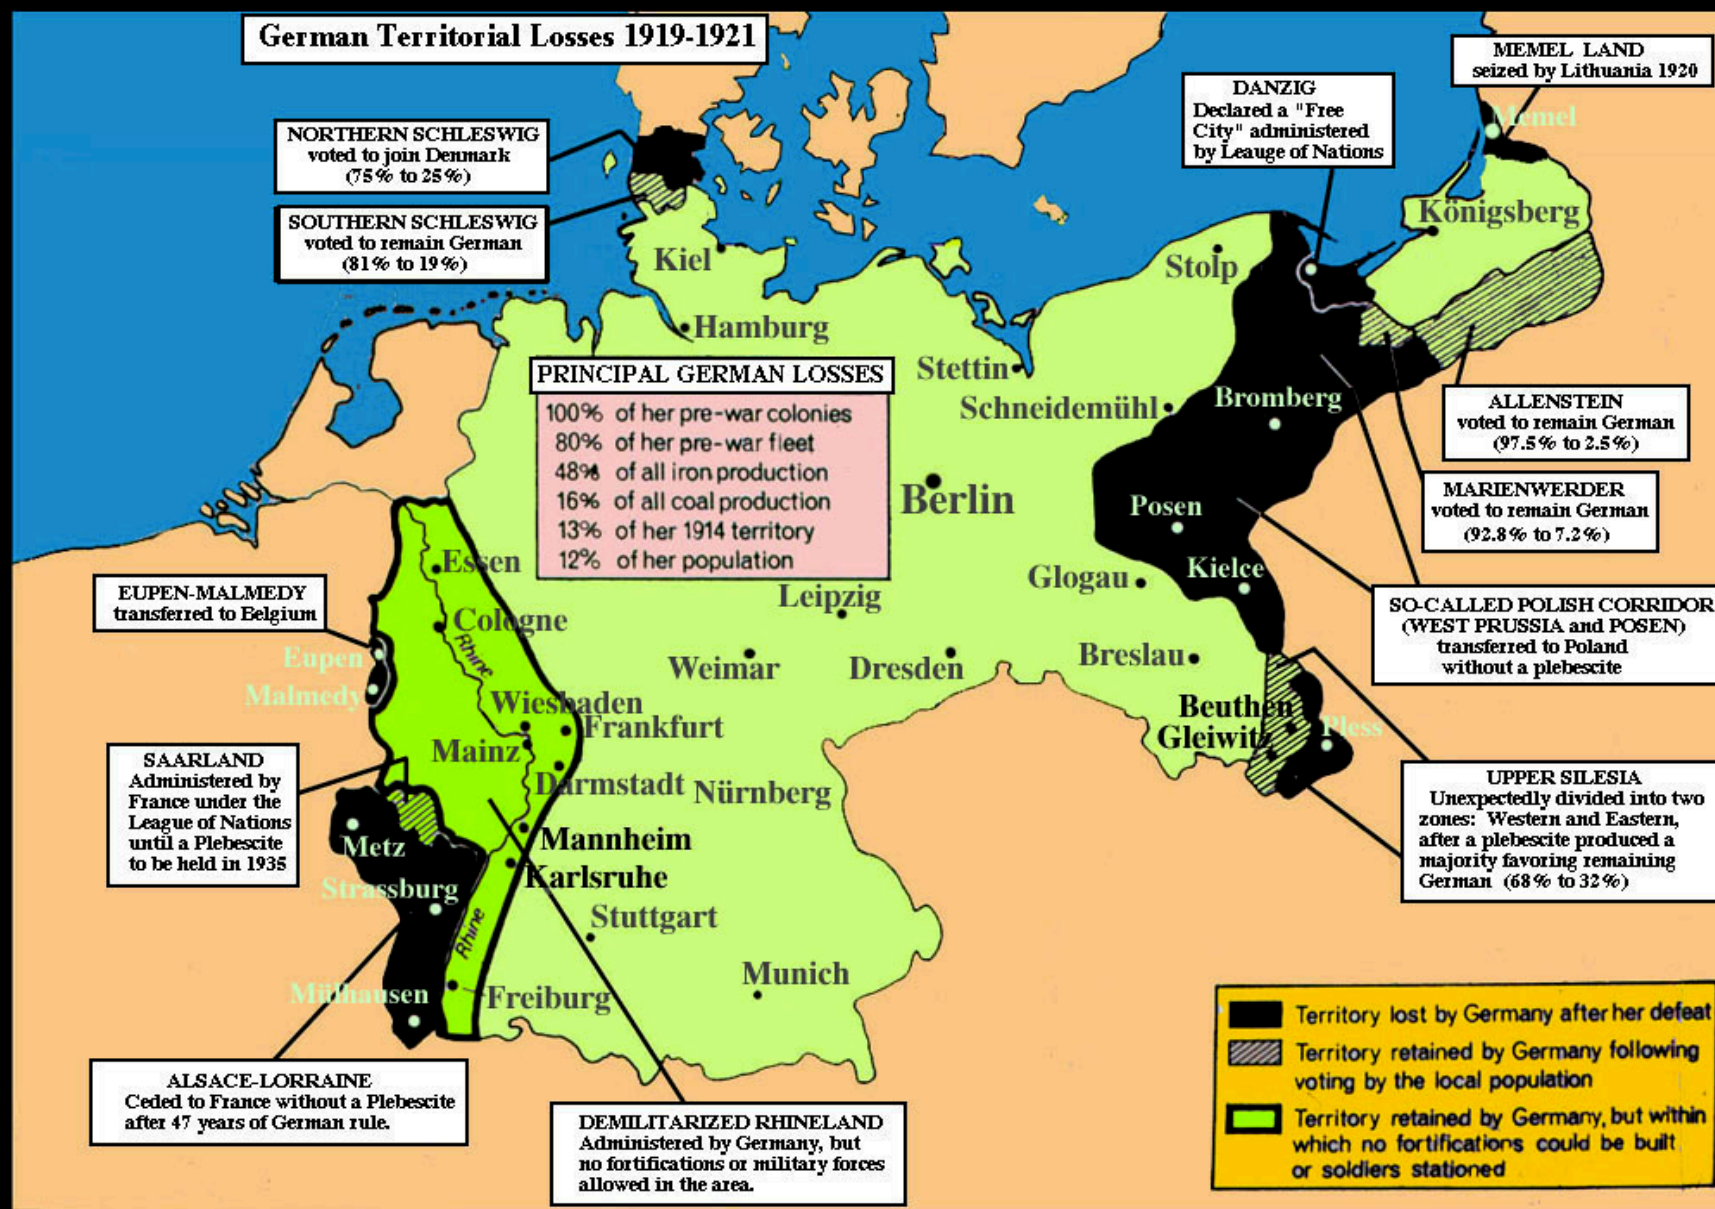 German Territorial Losses 1919-1921
MEMEL LAND
seized by Lithuania 1920
DANZIG
Declared a "Free
City" administered
by Leauge of Nations
NORTHERN SCHLESWIG
voted to join Denmark
(75% to 25%)
SOUTHERN SCHLESWIG
voted to remain German
(81% to 19%)
Memel
Königsberg
Kiel
Stolp
Hamburg
Stettin
Schneidemühl
Bromberg
PRINCIPAL GERMAN LOSSES
100% of her pre-war colonies
80% of her pre-war fleet
48% of all iron production
16% of all coal production
13% of her 1914 territory
12% of her population
ALLENSTEIN
voted to remain German
(97.5% to 2.5%)
MARIENWERDER
voted to remain German
(92.8% to 7.2%)
Berlin
Posen
Essen
Kielce
Glogau
Leipzig
EUPEN-MALMEDY
transferred to Belgium
SO-CALLED POLISH CORRIDOR
(WEST PRUSSIA and POSEN)
transferred to Poland
without a plebescite
Cologne
Rhine
Eupen
Malmedy
Weimar
Dresden
Breslau
Wiesbaden
Frankfurt
Mainz
Darmstadt
Nürnberg
Beuthen
Gleiwitz
Pless
SAARLAND
Administered by
France under the
League of Nations
until a Plebescite
to be held in 1935
UPPER SILESIA
Unexpectedly divided into two
zones: Western and Eastern,
after a plebescite produced a
majority favoring remaining
German (68% to 32%)
Metz
Mannheim
Karlsruhe
Strassburg
Stuttgart
Rhine
Munich
Mülhausen
Freiburg
ALSACE-LORRAINE
Ceded to France without a Plebescite
after 47 years of German rule.
DEMILITARIZED RHINELAND
Administered by Germany, but
no fortifications or military forces
allowed in the area.
Territory lost by Germany after her defeat
Territory retained by Germany following
voting by the local population
Territory retained by Germany, but within
which no fortifications could be built
or soldiers stationed